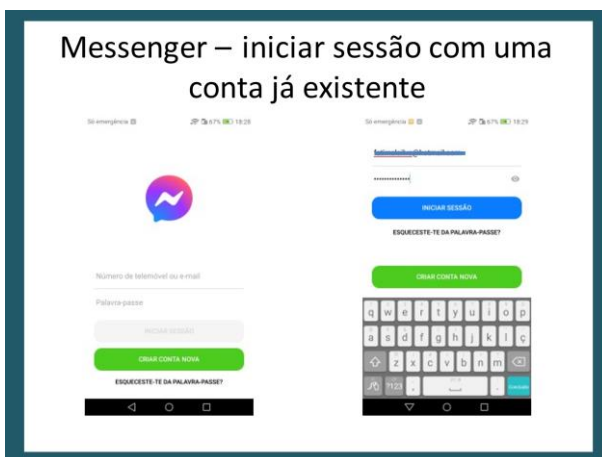 Messenger – iniciar sessão com uma
conta já existente
Só emergência
67% 18:28
Número de telemóvel ou e-mail
Palavra-passe
INICIAR SESSÃO
CRIAR CONTA NOVA
ESQUECESTE-TE DA PALAVRA-PASSE?
Só emergência
67% 18:29
INICIAR SESSÃO
ESQUECESTE-TE DA PALAVRA-PASSE?
CRIAR CONTA NOVA
q w e r t y u i o p
a s d f g h j k l ç
z x c v b n m
?123 , .